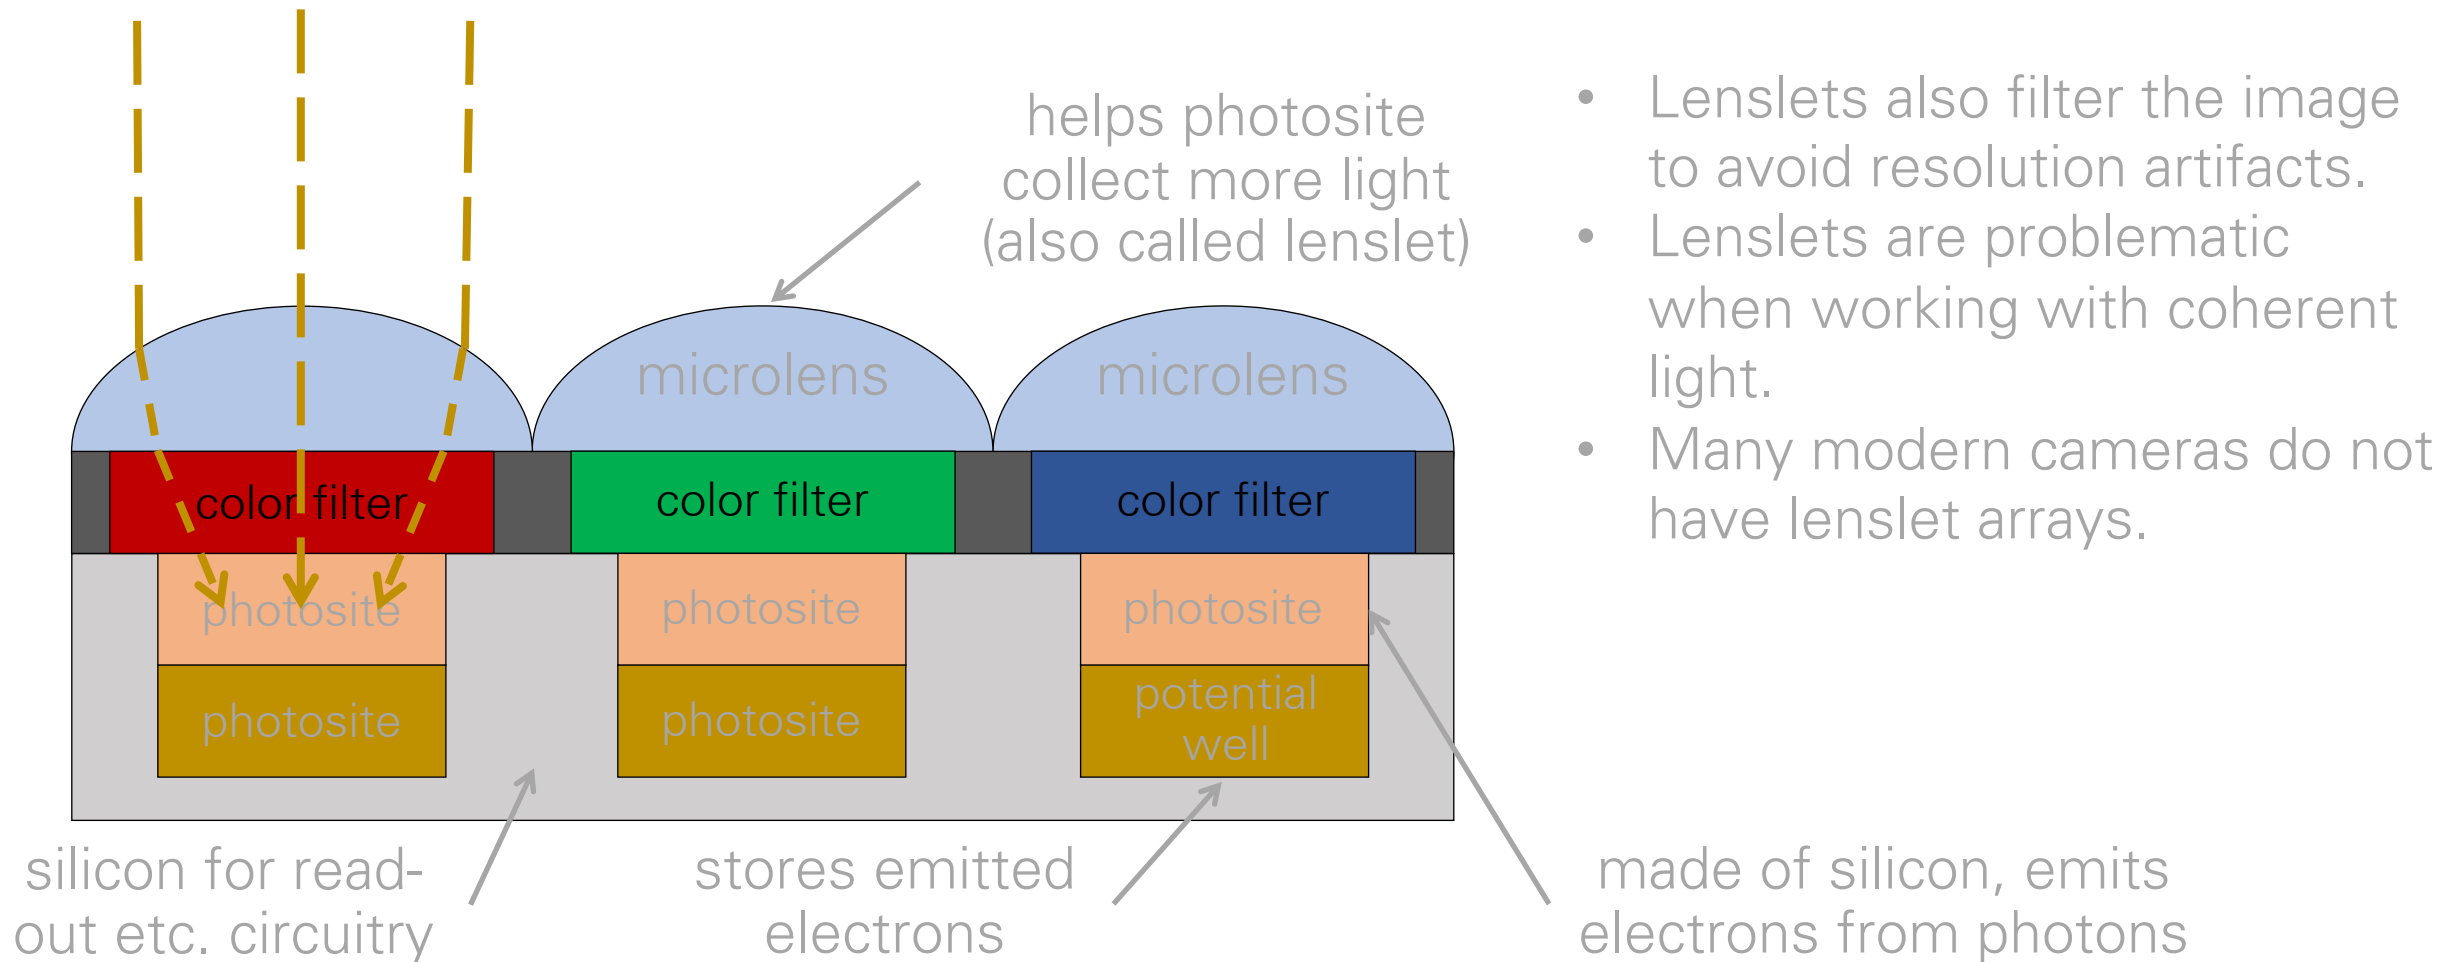 helps photosite
collect more light
(also called lenslet)
• Lenslets also filter the image
to avoid resolution artifacts.
• Lenslets are problematic
when working with coherent
light.
• Many modern cameras do not
have lenslet arrays.
microlens
microlens
color filter
color filter
color filter
photosite
photosite
photosite
photosite
photosite
potential
well
silicon for read-
out etc. circuitry
stores emitted
electrons
made of silicon, emits
electrons from photons